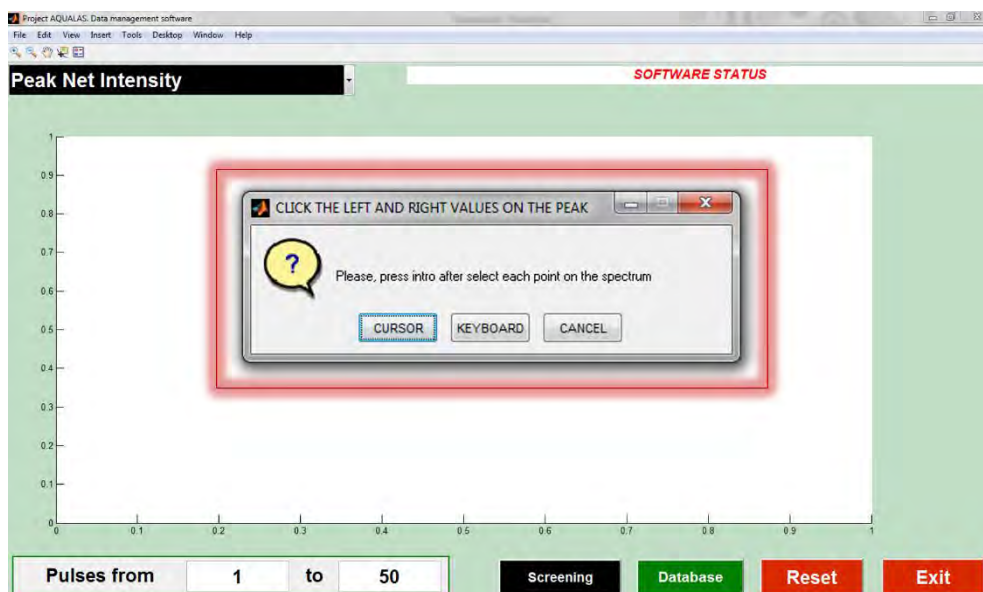 Project AQUALAS. Data management software
File Edit View Insert Tools Desktop Window Help
Peak Net Intensity
SOFTWARE STATUS
1
0.9
0.8
0.7
0.6
0.5
0.4
0.3
0.2
0.1
0
CLICK THE LEFT AND RIGHT VALUES ON THE PEAK
?
Please, press intro after select each point on the spectrum
CURSOR KEYBOARD CANCEL
0 0.1 0.2 0.3 0.4 0.5 0.6 0.7 0.8 0.9 1
Pulses from 1 to 50 Screening Database Reset Exit